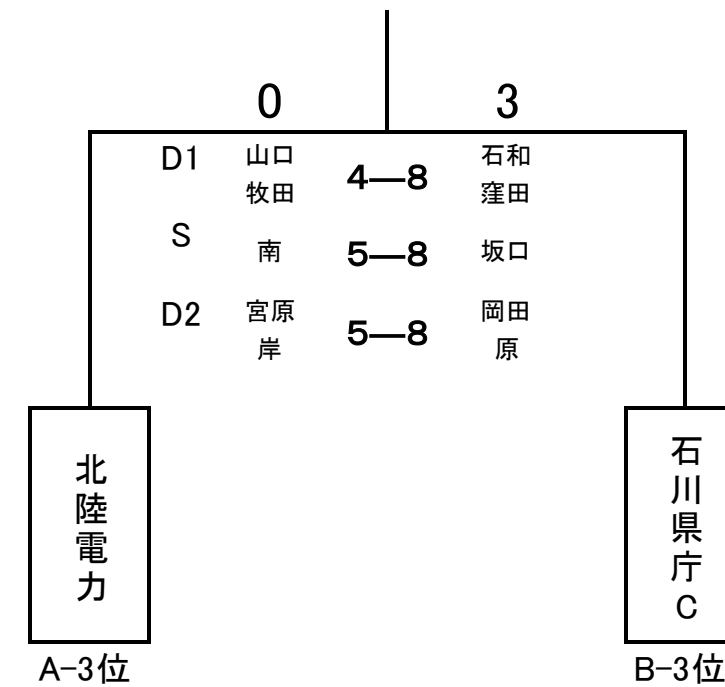 0 3
D1 山口 4―8 石和
牧田 窪田
S 南 5―8 坂口
D2 宮原 5―8 岡田
岸 原
北陸電力
石川県庁C
A-3位
B-3位